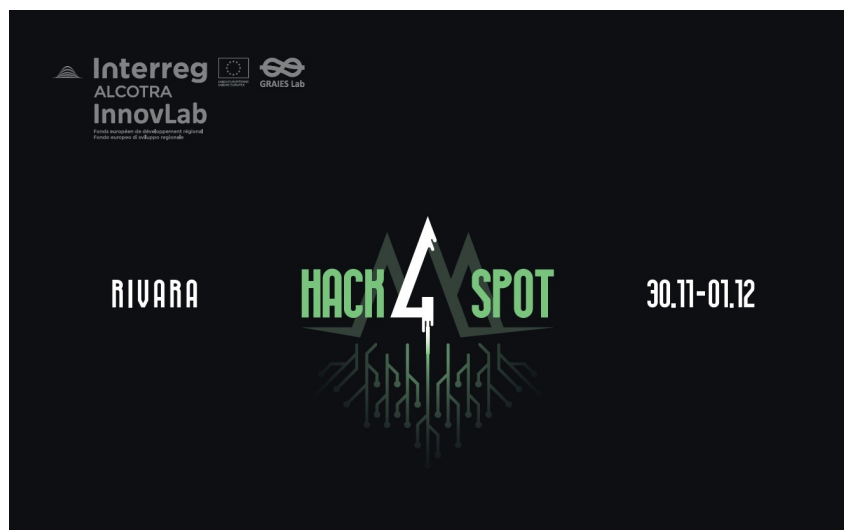 Interreg
ALCOTRA
InnovLab
Fonds européen de développement régional
Fondo europeo di sviluppo regionale
GRAIES Lab
RIVARA
HACK 4 SPOT
30.11-01.12